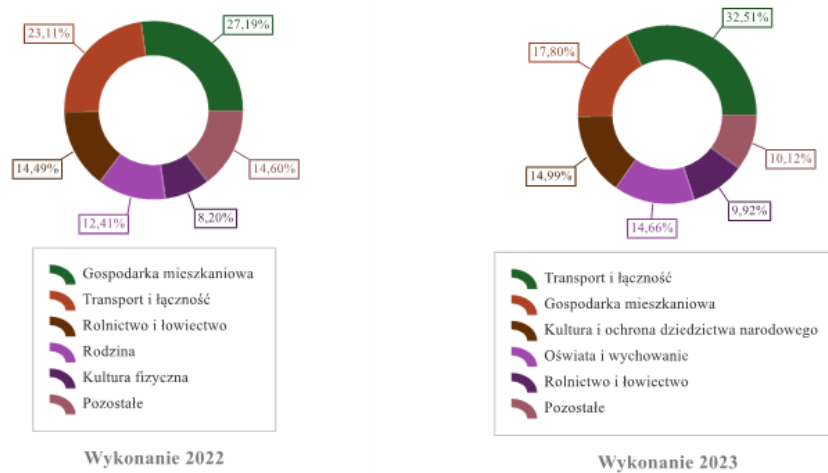 27,19%
23,11%
14,49%
14,60%
12,41%
8,20%
Gospodarka mieszkaniowa
Transport i łączność
Rolnictwo i łowiectwo
Rodzina
Kultura fizyczna
Pozostałe
Wykonanie 2022
32,51%
17,80%
10,12%
14,99%
9,92%
14,66%
Transport i łączność
Gospodarka mieszkaniowa
Kultura i ochrona dziedzictwa narodowego
Oświata i wychowanie
Rolnictwo i łowiectwo
Pozostałe
Wykonanie 2023